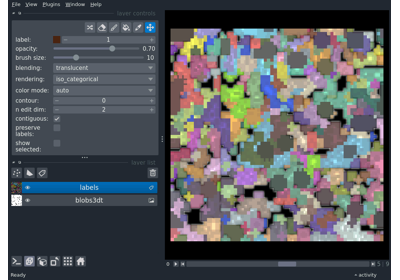 File View Plugins Window Help
layer controls
label: 1
opacity: 0.70
brush size: 10
blending: translucent
rendering: iso_categorical
color mode: auto
contour: 0
n edit dim: 2
contiguous:
preserve
labels:
show
selected:
layer list
labels
blobs3dt
Ready
activity